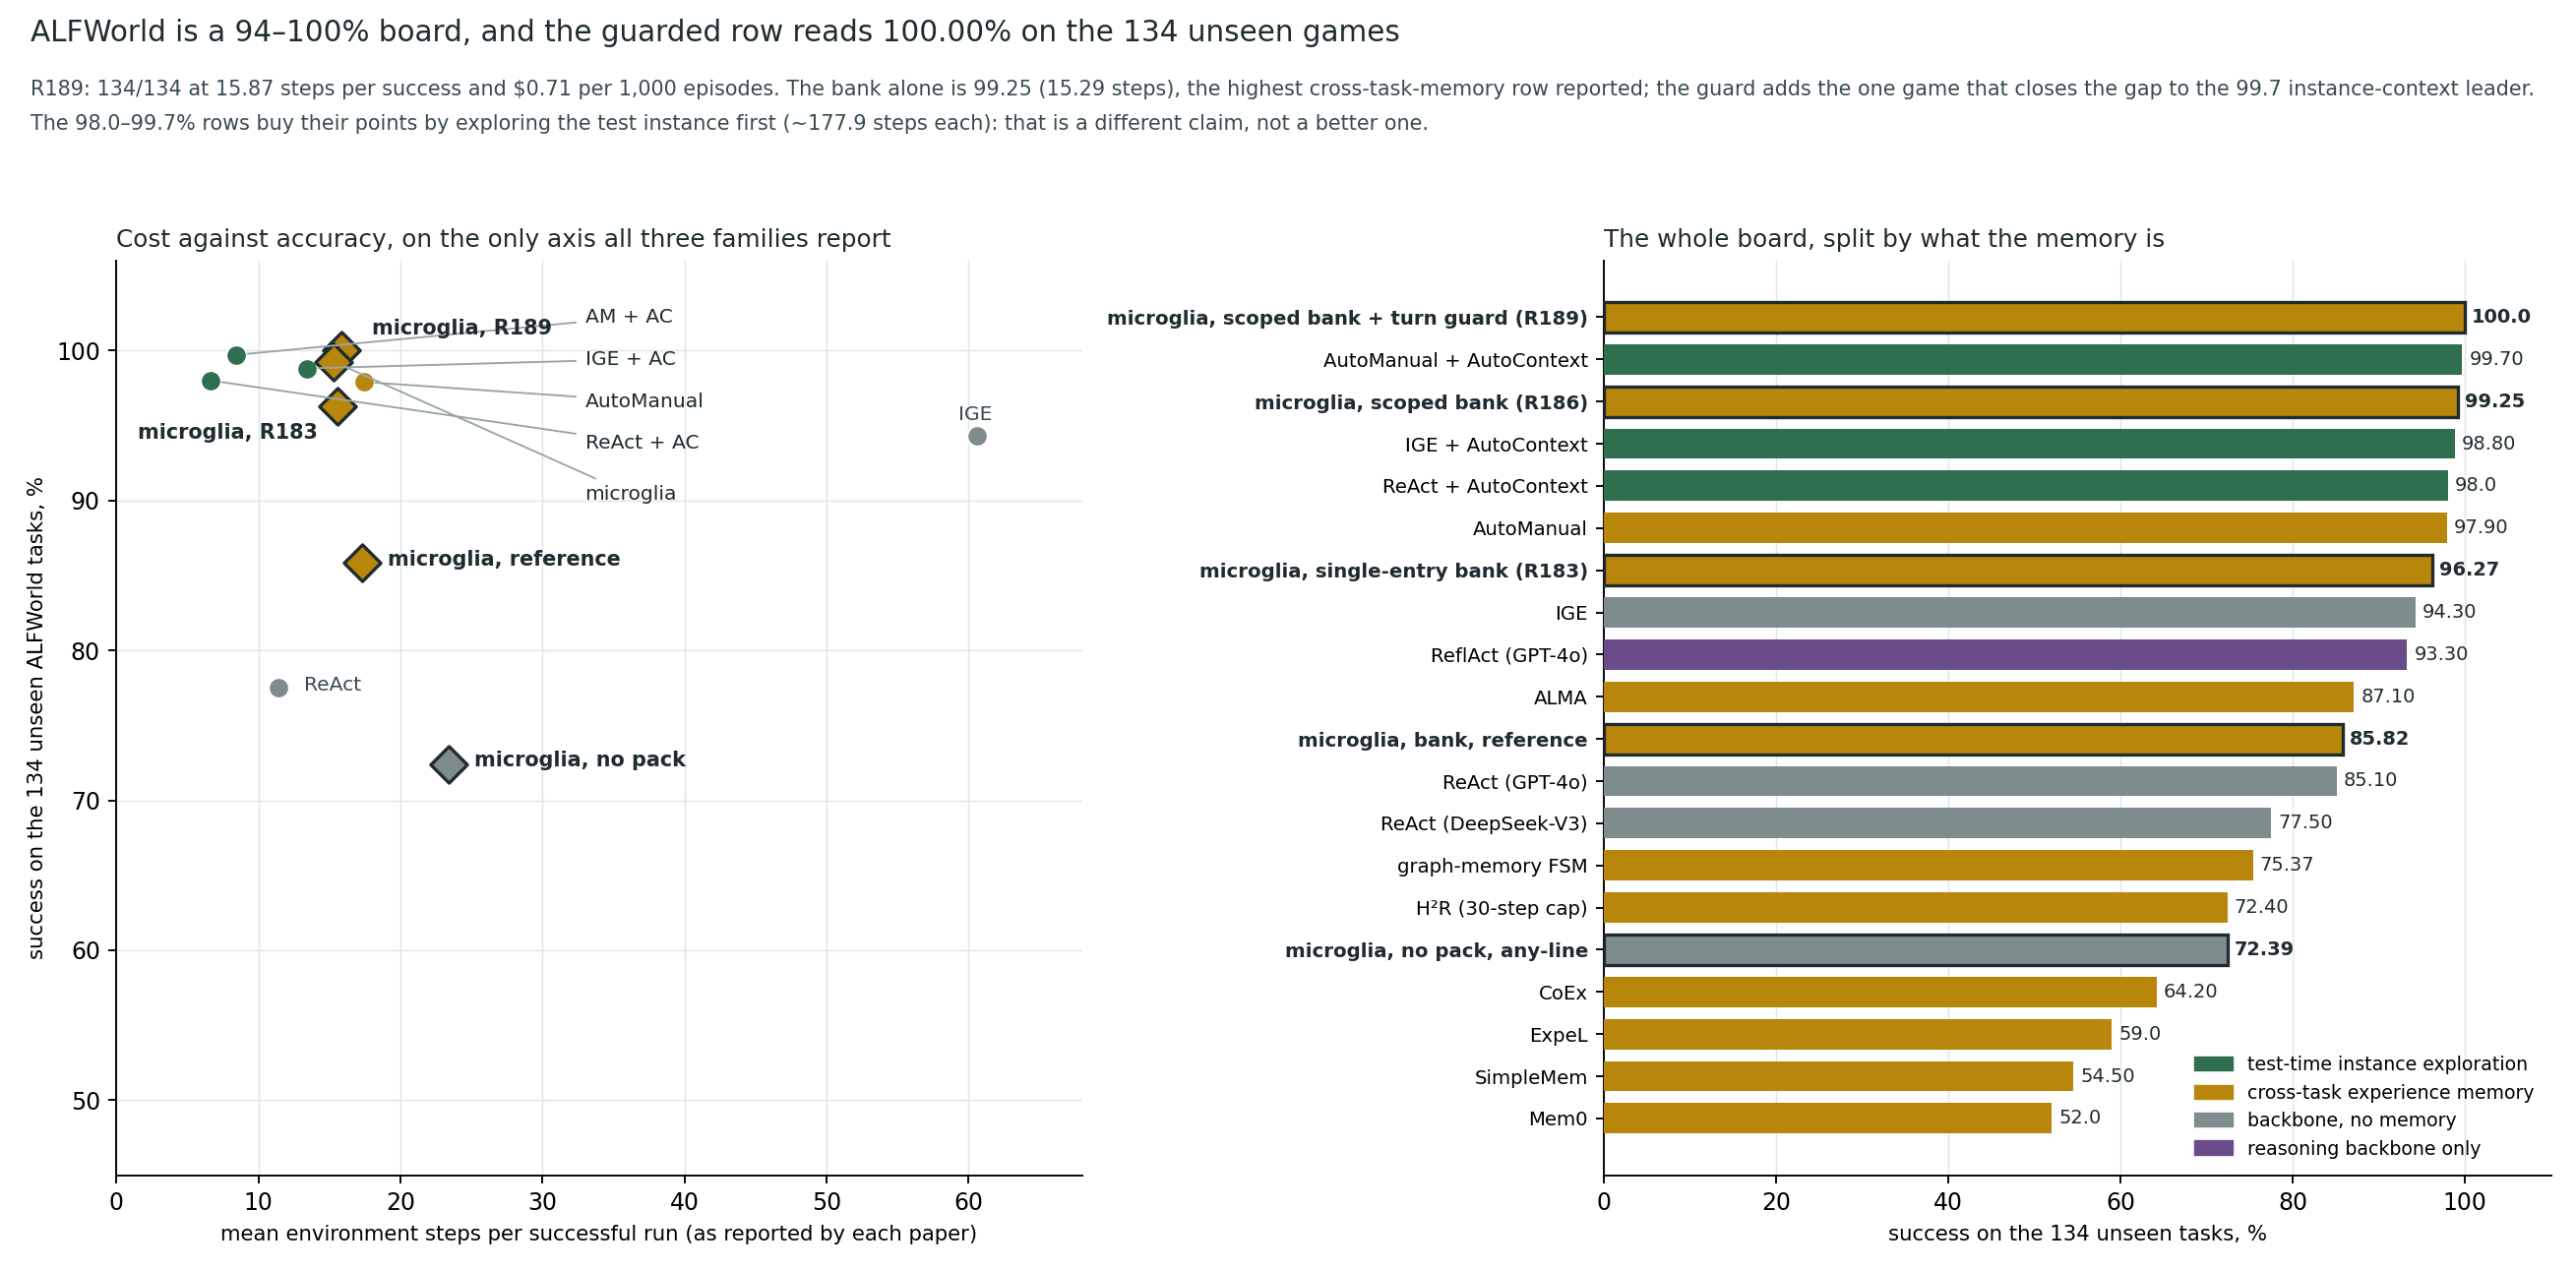 ALFWorld is a 94–100% board, and the guarded row reads 100.00% on the 134 unseen games
R189: 134/134 at 15.87 steps per success and $0.71 per 1,000 episodes. The bank alone is 99.25 (15.29 steps), the highest cross-task-memory row reported; the guard adds the one game that closes the gap to the 99.7 instance-context leader.
The 98.0–99.7% rows buy their points by exploring the test instance first (~177.9 steps each): that is a different claim, not a better one.
Cost against accuracy, on the only axis all three families report
success on the 134 unseen ALFWorld tasks, %
100
90
80
70
60
50
microglia, R189
AM + AC
IGE + AC
AutoManual
ReAct + AC
microglia
microglia, R183
IGE
microglia, reference
ReAct
microglia, no pack
0
10
20
30
40
50
60
mean environment steps per successful run (as reported by each paper)
The whole board, split by what the memory is
microglia, scoped bank + turn guard (R189) 100.0
AutoManual + AutoContext 99.70
microglia, scoped bank (R186) 99.25
IGE + AutoContext 98.80
ReAct + AutoContext 98.0
AutoManual 97.90
microglia, single-entry bank (R183) 96.27
IGE 94.30
ReflAct (GPT-4o) 93.30
ALMA 87.10
microglia, bank, reference 85.82
ReAct (GPT-4o) 85.10
ReAct (DeepSeek-V3) 77.50
graph-memory FSM 75.37
H²R (30-step cap) 72.40
microglia, no pack, any-line 72.39
CoEx 64.20
ExpeL 59.0
SimpleMem 54.50
Mem0 52.0
test-time instance exploration
cross-task experience memory
backbone, no memory
reasoning backbone only
0
20
40
60
80
100
success on the 134 unseen tasks, %